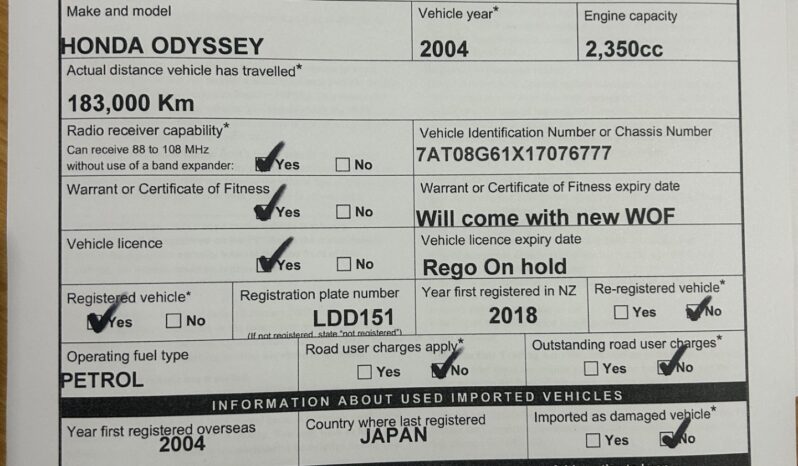 Make and model
HONDA ODYSSEY
Vehicle year*
2004
Engine capacity
2,350cc
Actual distance vehicle has travelled*
183,000 Km
Radio receiver capability*
Can receive 88 to 108 MHz
without use of a band expander: Yes No
Vehicle Identification Number or Chassis Number
7AT08G61X17076777
Warrant or Certificate of Fitness
Yes No
Warrant or Certificate of Fitness expiry date
Will come with new WOF
Vehicle licence
Yes No
Vehicle licence expiry date
Rego On hold
Registered vehicle*
Yes No
Registration plate number
LDD151
(If not registered, state "not registered")
Year first registered in NZ
2018
Re-registered vehicle*
Yes No
Operating fuel type
PETROL
Road user charges apply*
Yes No
Outstanding road user charges*
Yes No
INFORMATION ABOUT USED IMPORTED VEHICLES
Year first registered overseas
2004
Country where last registered
JAPAN
Imported as damaged vehicle*
Yes No